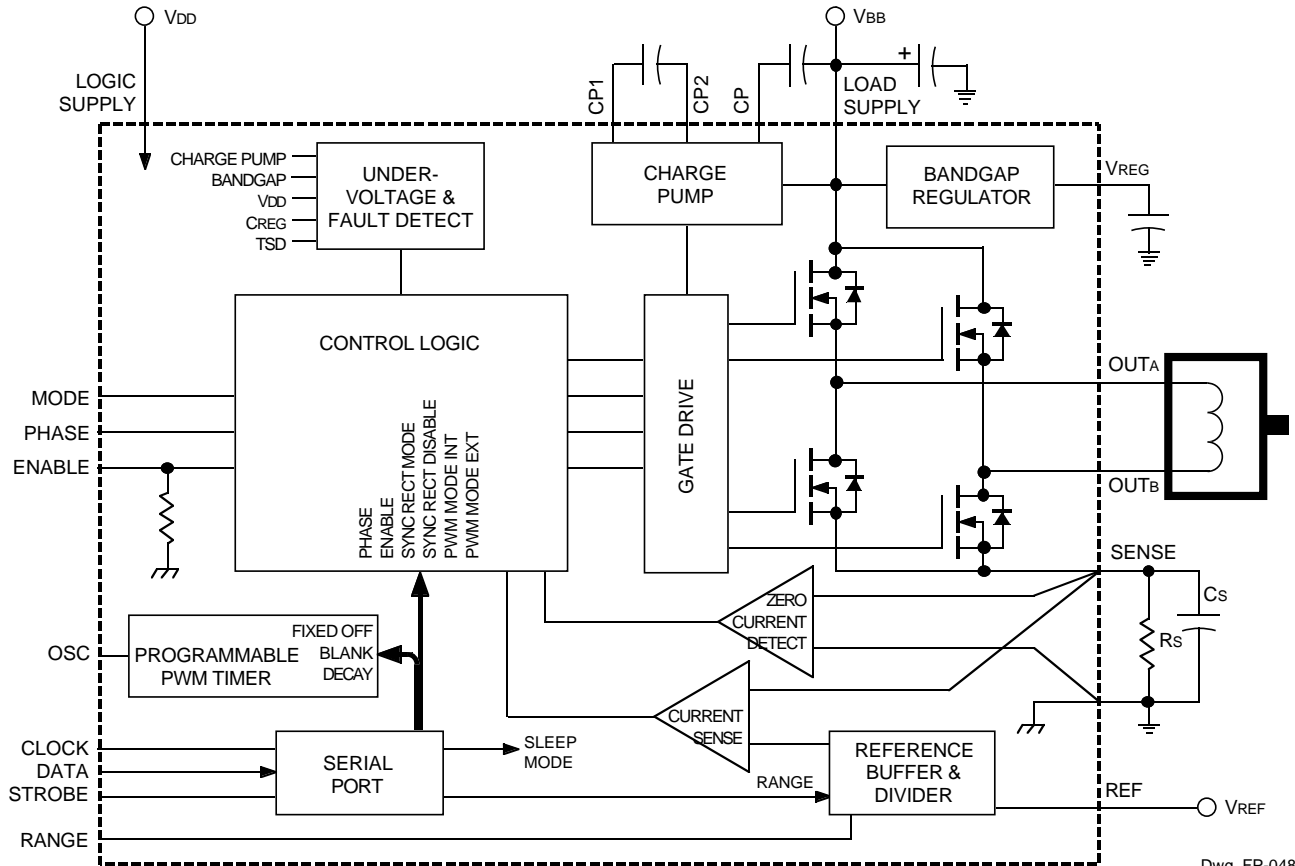 VDD
VBB
LOGIC
SUPPLY
CP1
CP2
CP
+
LOAD
SUPPLY
CHARGE PUMP
BANDGAP
VDD
CREG
TSD
UNDER-
VOLTAGE &
FAULT DETECT
CHARGE
PUMP
BANDGAP
REGULATOR
VREG
CONTROL LOGIC
MODE
PHASE
ENABLE
PHASE
ENABLE
SYNC RECT MODE
SYNC RECT DISABLE
PWM MODE INT
PWM MODE EXT
GATE DRIVE
OUTA
OUTB
SENSE
CS
RS
ZERO
CURRENT
DETECT
OSC
PROGRAMMABLE
PWM TIMER
FIXED OFF
BLANK
DECAY
CURRENT
SENSE
CLOCK
DATA
STROBE
SERIAL
PORT
SLEEP
MODE
RANGE
REFERENCE
BUFFER &
DIVIDER
REF
VREF
RANGE